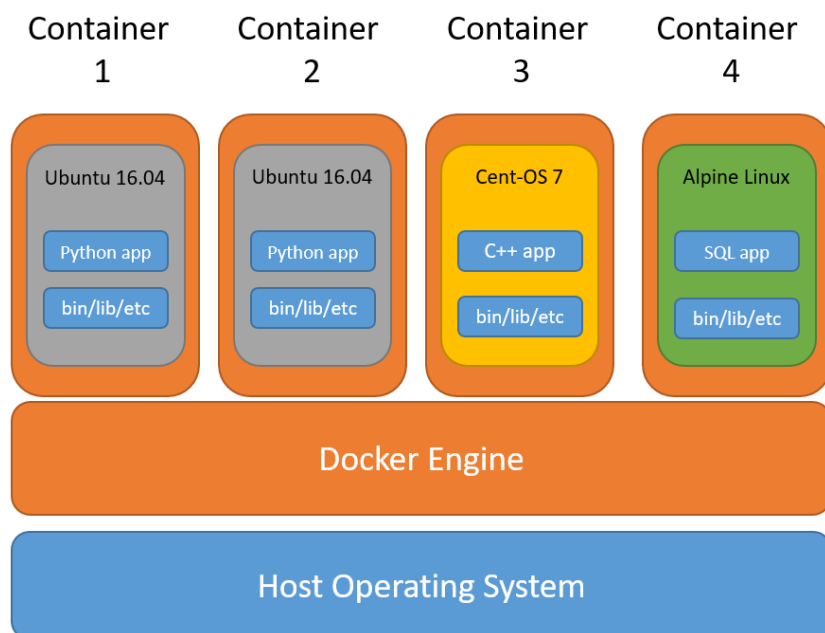 Container
1
Container
2
Container
3
Container
4
Ubuntu 16.04
Python app
bin/lib/etc
Ubuntu 16.04
Python app
bin/lib/etc
Cent-OS 7
C++ app
bin/lib/etc
Alpine Linux
SQL app
bin/lib/etc
Docker Engine
Host Operating System